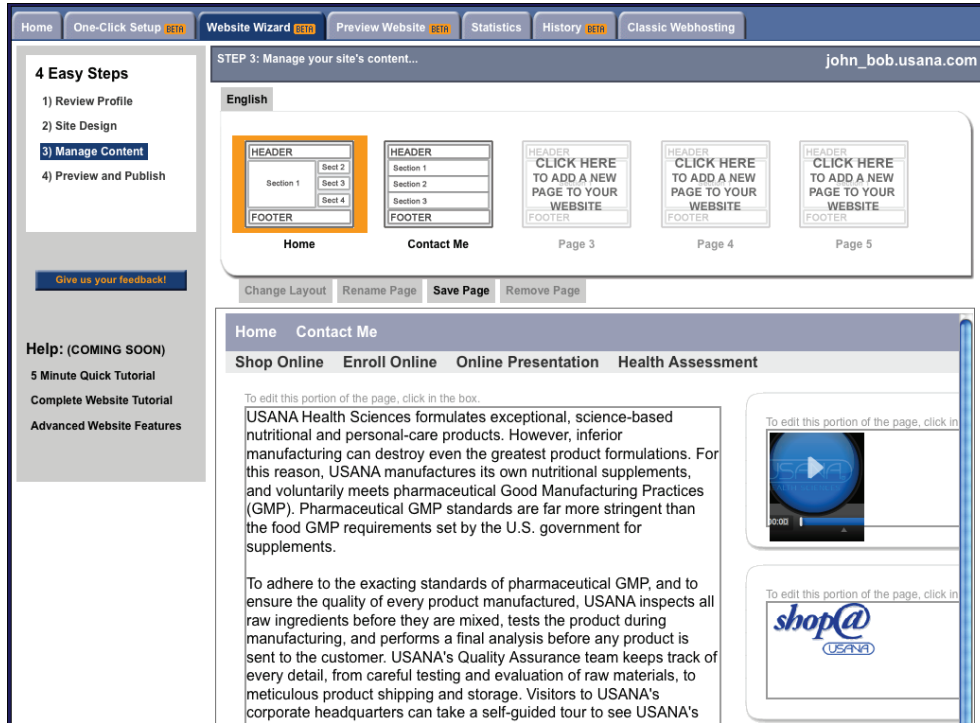 Home One-Click Setup BETA Website Wizard BETA Preview Website BETA Statistics History BETA Classic Webhosting
STEP 3: Manage your site's content... john_bob.usana.com
4 Easy Steps
1) Review Profile
2) Site Design
3) Manage Content
4) Preview and Publish
Give us your feedback!
Help: (COMING SOON)
5 Minute Quick Tutorial
Complete Website Tutorial
Advanced Website Features
English
HEADER
Section 1
Sect 2
Sect 3
Sect 4
FOOTER
Home
HEADER
Section 1
Section 2
Section 3
FOOTER
Contact Me
HEADER
CLICK HERE
TO ADD A NEW
PAGE TO YOUR
WEBSITE
FOOTER
Page 3
HEADER
CLICK HERE
TO ADD A NEW
PAGE TO YOUR
WEBSITE
FOOTER
Page 4
HEADER
CLICK HERE
TO ADD A NEW
PAGE TO YOUR
WEBSITE
FOOTER
Page 5
Change Layout Rename Page Save Page Remove Page
Home Contact Me
Shop Online Enroll Online Online Presentation Health Assessment
To edit this portion of the page, click in the box.
USANA Health Sciences formulates exceptional, science-based
nutritional and personal-care products. However, inferior
manufacturing can destroy even the greatest product formulations. For
this reason, USANA manufactures its own nutritional supplements,
and voluntarily meets pharmaceutical Good Manufacturing Practices
(GMP). Pharmaceutical GMP standards are far more stringent than
the food GMP requirements set by the U.S. government for
supplements.
To adhere to the exacting standards of pharmaceutical GMP, and to
ensure the quality of every product manufactured, USANA inspects all
raw ingredients before they are mixed, tests the product during
manufacturing, and performs a final analysis before any product is
sent to the customer. USANA's Quality Assurance team keeps track of
every detail, from careful testing and evaluation of raw materials, to
meticulous product shipping and storage. Visitors to USANA's
corporate headquarters can take a self-guided tour to see USANA's
To edit this portion of the page, click in
USANA
00:00
To edit this portion of the page, click in
shop@
USANA